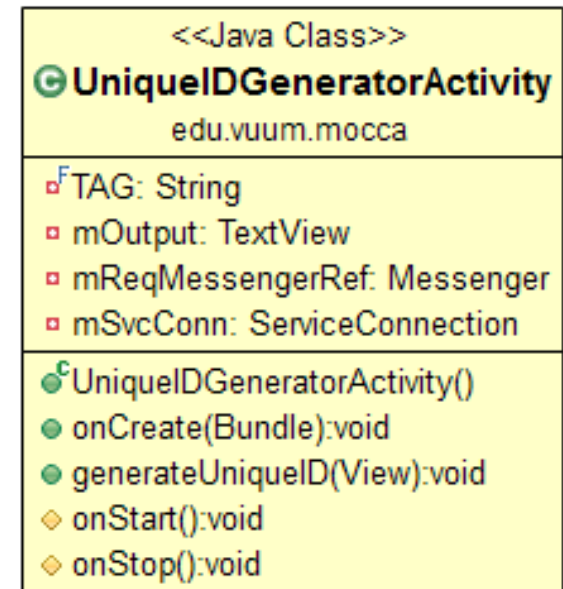 <<Java Class>>
UniqueIDGeneratorActivity
edu.vuum.mocca
TAG: String
mOutput: TextView
mReqMessengerRef: Messenger
mSvcConn: ServiceConnection
UniqueIDGeneratorActivity()
onCreate(Bundle):void
generateUniqueID(View):void
onStart():void
onStop():void